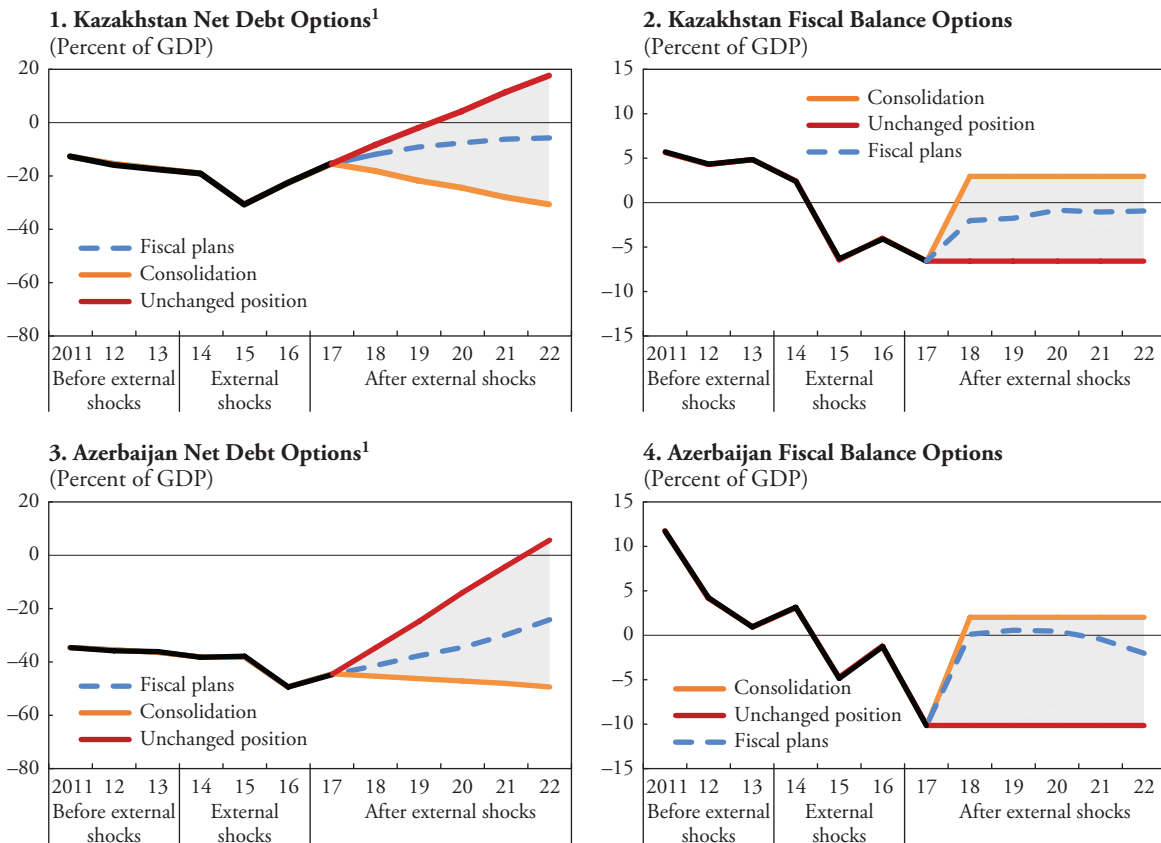 1. Kazakhstan Net Debt Options1
(Percent of GDP)
20
0
–20
–40
–60
–80
Fiscal plans
Consolidation
Unchanged position
2011 12 13 14 15 16 17 18 19 20 21 22
Before external External After external shocks
shocks shocks
2. Kazakhstan Fiscal Balance Options
(Percent of GDP)
15
10
5
0
–5
–10
–15
Consolidation
Unchanged position
Fiscal plans
2011 12 13 14 15 16 17 18 19 20 21 22
Before external External After external shocks
shocks shocks
3. Azerbaijan Net Debt Options1
(Percent of GDP)
20
0
–20
–40
–60
–80
Fiscal plans
Consolidation
Unchanged position
2011 12 13 14 15 16 17 18 19 20 21 22
Before external External After external shocks
shocks shocks
4. Azerbaijan Fiscal Balance Options
(Percent of GDP)
15
10
5
0
–5
–10
–15
Consolidation
Unchanged position
Fiscal plans
2011 12 13 14 15 16 17 18 19 20 21 22
Before external External After external shocks
shocks shocks